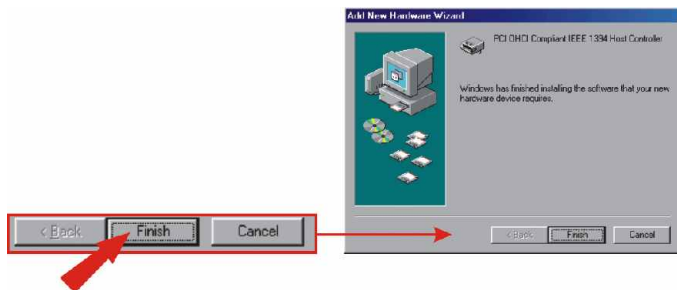 Add New Hardware Wizard
PCI OHCI Compliant IEEE 1394 Host Controller
Windows has finished installing the software that your new
hardware device requires.
< Back
Finish
Cancel
< Back
Finish
Cancel